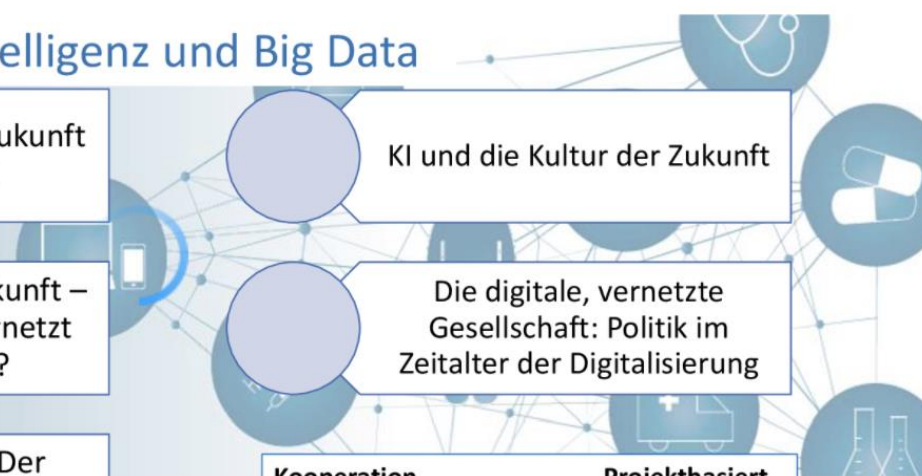 elligenz und Big Data
ukunft
KI und die Kultur der Zukunft
kunft –
rnetzt
?
Die digitale, vernetzte
Gesellschaft: Politik im
Zeitalter der Digitalisierung
Der
Kooperation
Projektbasiert